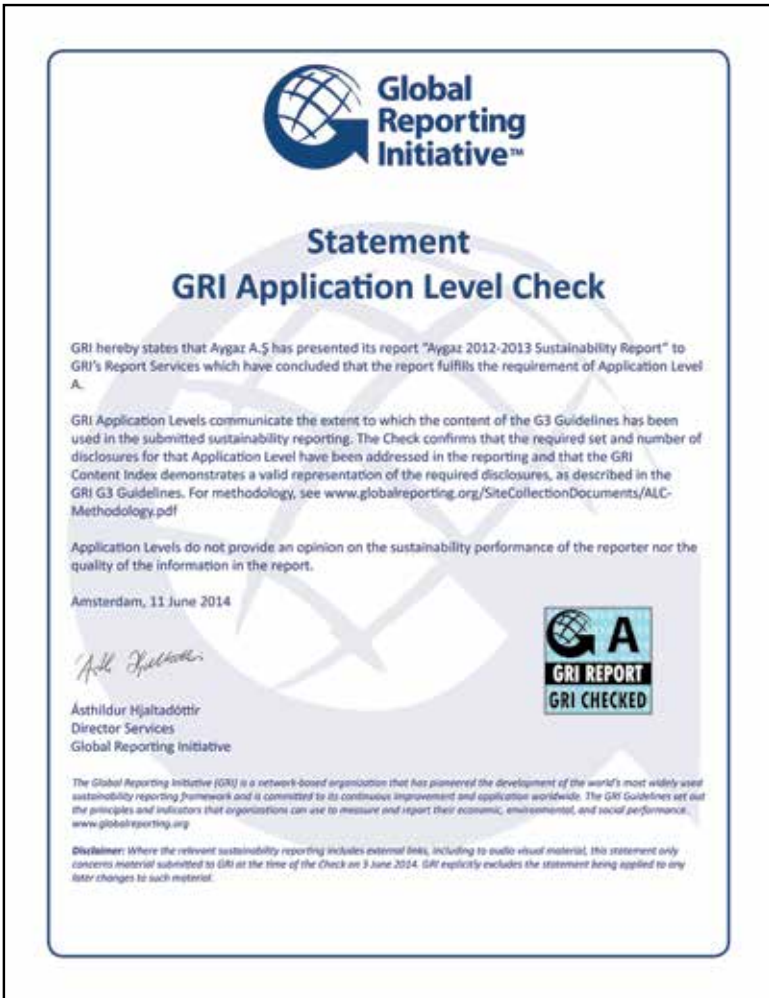 Global
Reporting
Initiative™
Statement
GRI Application Level Check
GRI hereby states that Aygaz A.Ş has presented its report "Aygaz 2012-2013 Sustainability Report" to
GRI's Report Services which have concluded that the report fulfills the requirement of Application Level
A.
GRI Application Levels communicate the extent to which the content of the G3 Guidelines has been
used in the submitted sustainability reporting. The Check confirms that the required set and number of
disclosures for that Application Level have been addressed in the reporting and that the GRI
Content Index demonstrates a valid representation of the required disclosures, as described in the
GRI G3 Guidelines. For methodology, see www.globalreporting.org/SiteCollectionDocuments/ALC-
Methodology.pdf
Application Levels do not provide an opinion on the sustainability performance of the reporter nor the
quality of the information in the report.
Amsterdam, 11 June 2014
A
GRI REPORT
GRI CHECKED
Ásthildur Hjaltadóttir
Director Services
Global Reporting Initiative
The Global Reporting Initiative (GRI) is a network-based organization that has pioneered the development of the world's most widely used
sustainability reporting framework and is committed to its continuous improvement and application worldwide. The GRI Guidelines set out
the principles and indicators that organizations can use to measure and report their economic, environmental, and social performance.
www.globalreporting.org
Disclaimer: Where the relevant sustainability reporting includes external links, including to audio visual material, this statement only
concerns material submitted to GRI at the time of the Check on 5 June 2014. GRI explicitly excludes the statement being applied to any
later changes to such material.